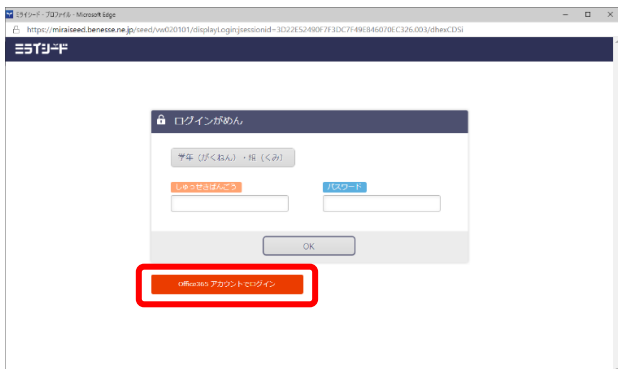 ミライシード - プロファイル - Microsoft Edge
https://miraiseed.benesse.ne.jp/seed/vw020101/displayLogin;jsessionid=3D22E52490F7F3DC7F49E846070EC326.003/dhexCDSi
ミライシード
ログインがめん
学年（がくねん）・組（くみ）
しゅっせきばんごう
パスワード
OK
Office365 アカウントでログイン